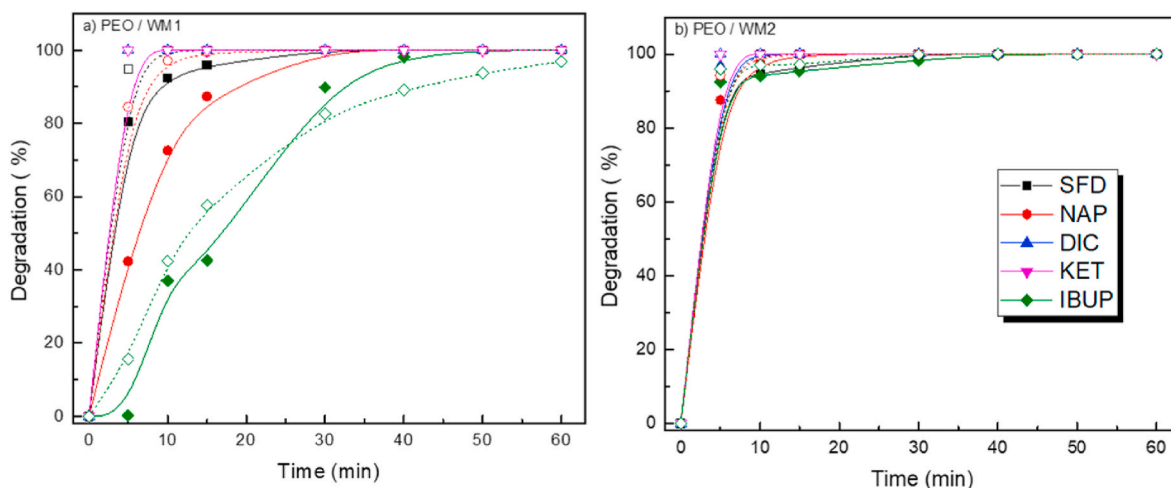 a) PEO / WM1
100
80
60
40
20
0
Degradation ( %)
0 10 20 30 40 50 60
Time (min)
b) PEO / WM2
100
80
60
40
20
0
Degradation ( %)
SFD
NAP
DIC
KET
IBUP
0 10 20 30 40 50 60
Time (min)